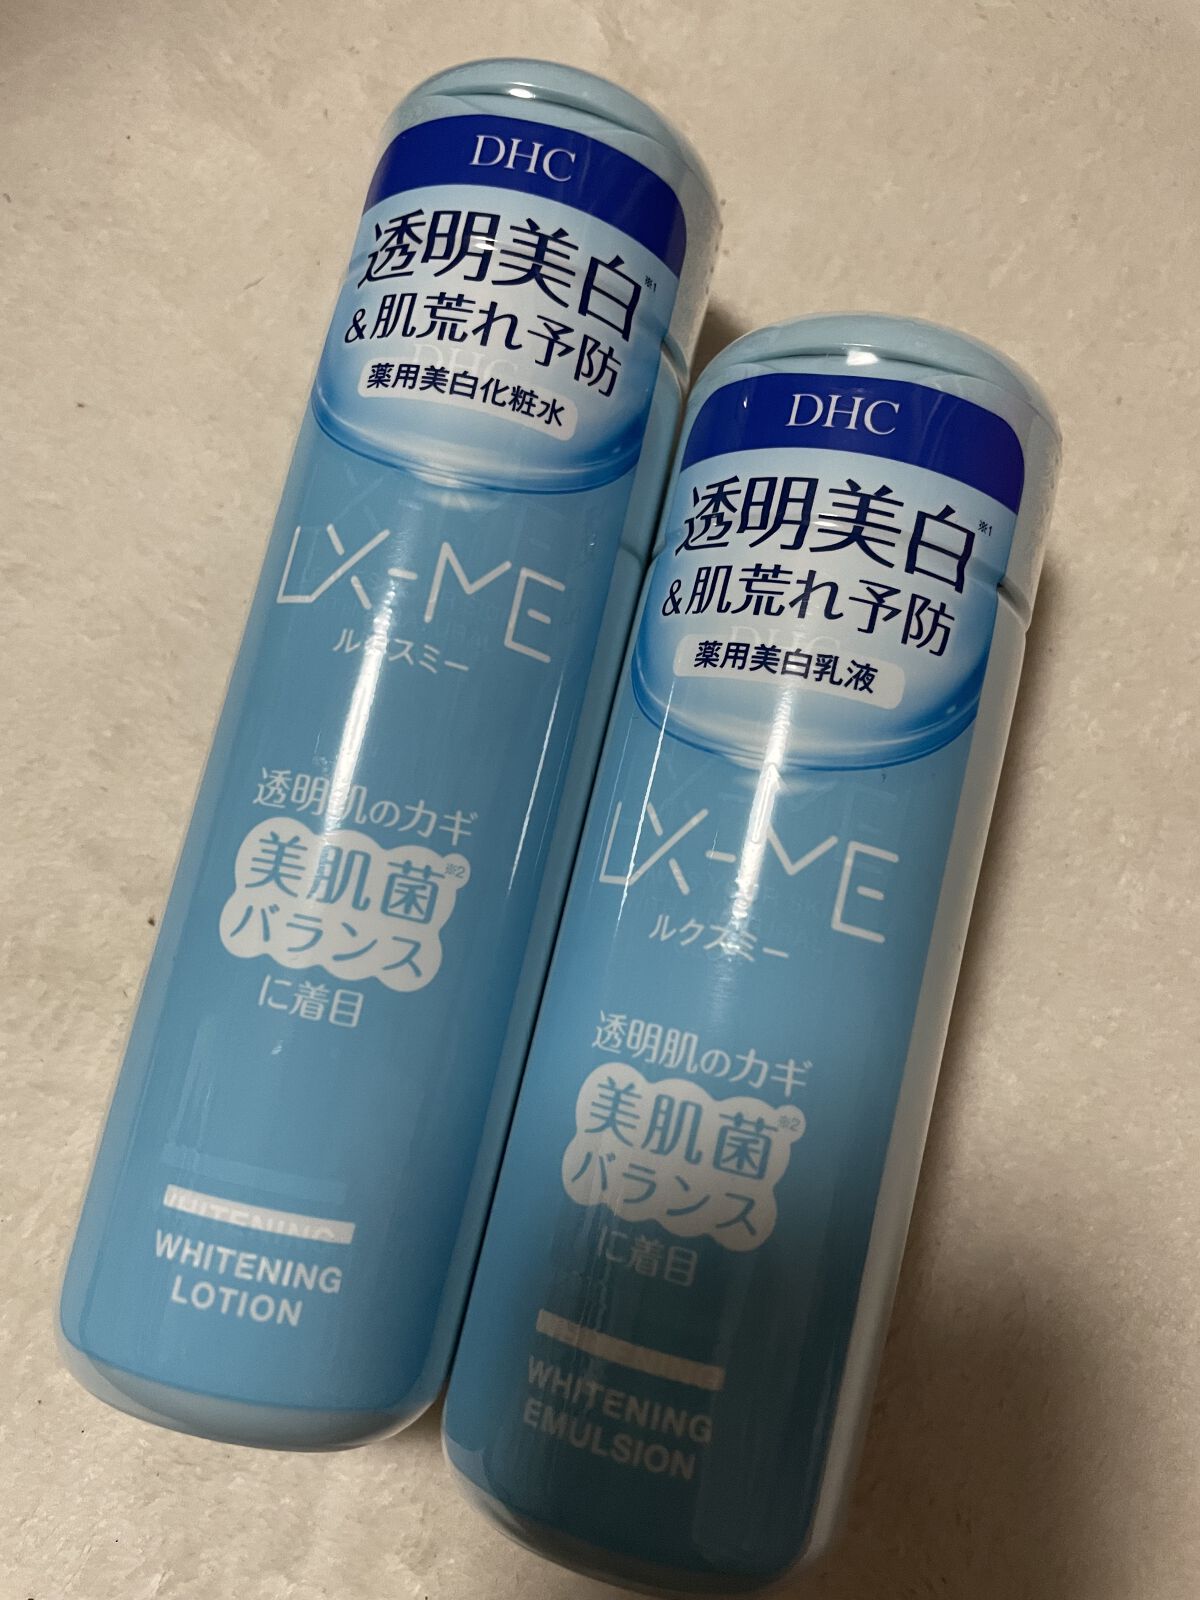 DHC
透明美白※1
&肌荒れ予防
薬用美白化粧水
LX-ME
ルクスミー
透明肌のカギ
美肌菌※2
バランス
に着目
WHITENING
LOTION
DHC
透明美白※1
&肌荒れ予防
薬用美白乳液
LX-ME
ルクスミー
透明肌のカギ
美肌菌※2
バランス
に着目
WHITENING
EMULSION